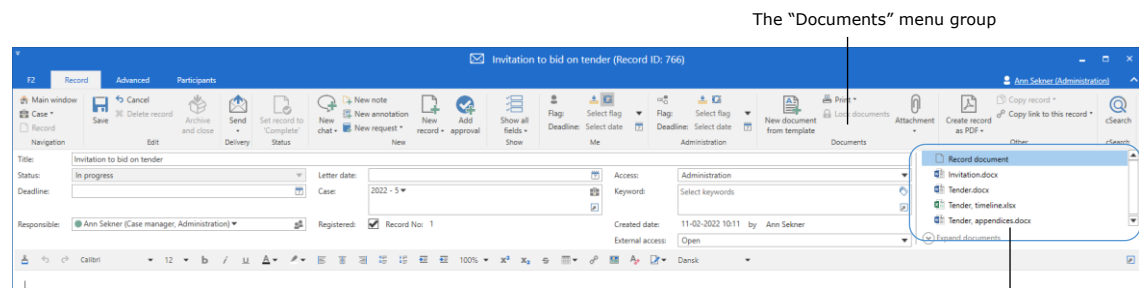 The “Documents” menu group
Invitation to bid on tender (Record ID: 766)
F2 Record Advanced Participants Ann Sekner (Administration)
Main window
Case
Record
Navigation
Save
Cancel
Delete record
Archive and close
Edit
Send
Delivery
Set record to 'Complete'
Status
New chat
New note
New annotation
New request
New record
Add approval
New
Show all fields
Show
Flag: Select flag
Deadline: Select date
Me
Flag: Select flag
Deadline: Select date
Administration
New document from template
Print
Lock documents
Attachment
Documents
Create record as PDF
Copy record
Copy link to this record
Other
cSearch
cSearch
Title: Invitation to bid on tender
Status: In progress
Deadline:
Responsible: Ann Sekner (Case manager, Administration)
Letter date:
Case: 2022 - 5
Registered: Record No: 1
Access: Administration
Keyword: Select keywords
Created date: 11-02-2022 10:11 by Ann Sekner
External access: Open
Record document
Invitation.docx
Tender.docx
Tender, timeline.xlsx
Tender, appendices.docx
Expand documents
Calibri 12 b i u A 100% x² x₂ S Dansk